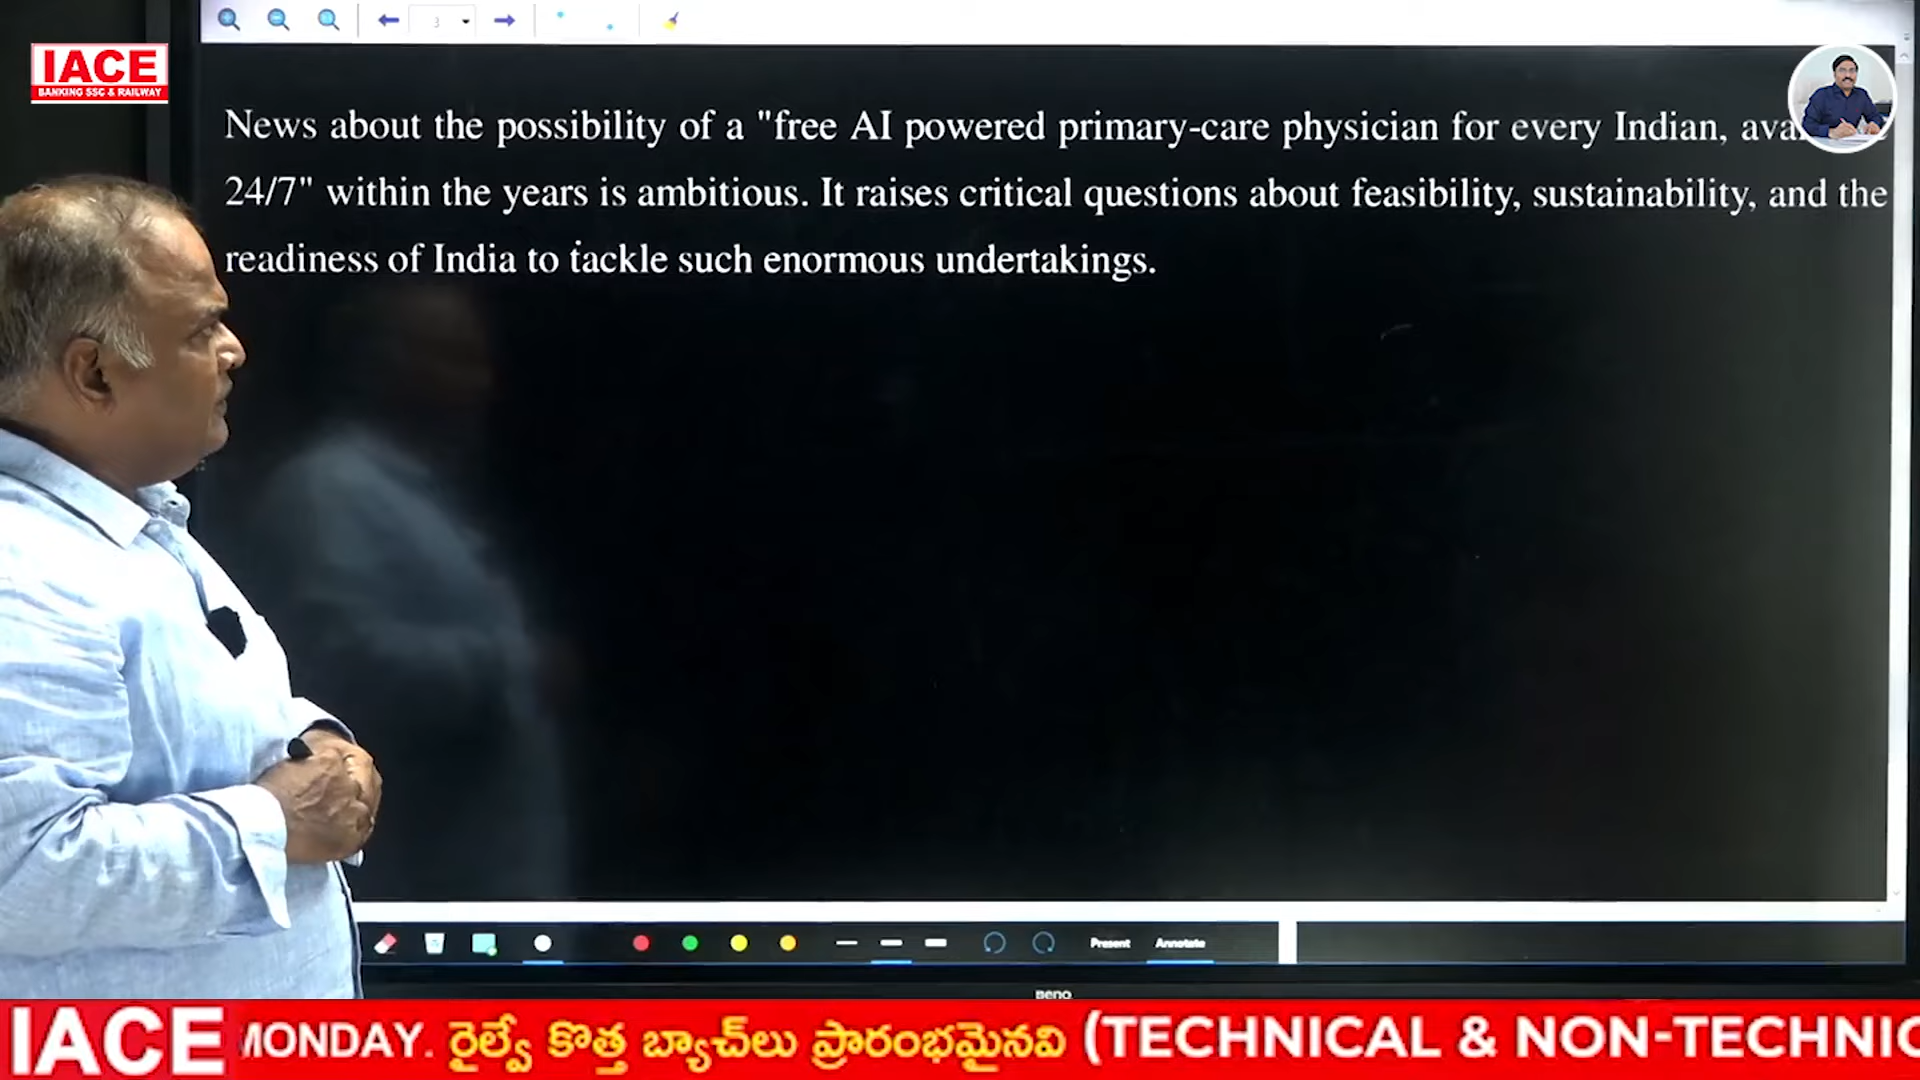 3
IACE
BANKING SSC & RAILWAY
News about the possibility of a "free AI powered primary-care physician for every Indian,
24/7" within the years is ambitious. It raises critical questions about feasibility, sustainability, and the
readiness of India to tackle such enormous undertakings.
Present Annotate
BenQ
IACE MONDAY. రైల్వే కొత్త బ్యాచ్‌లు ప్రారంభమైనవి (TECHNICAL & NON-TECHNIC